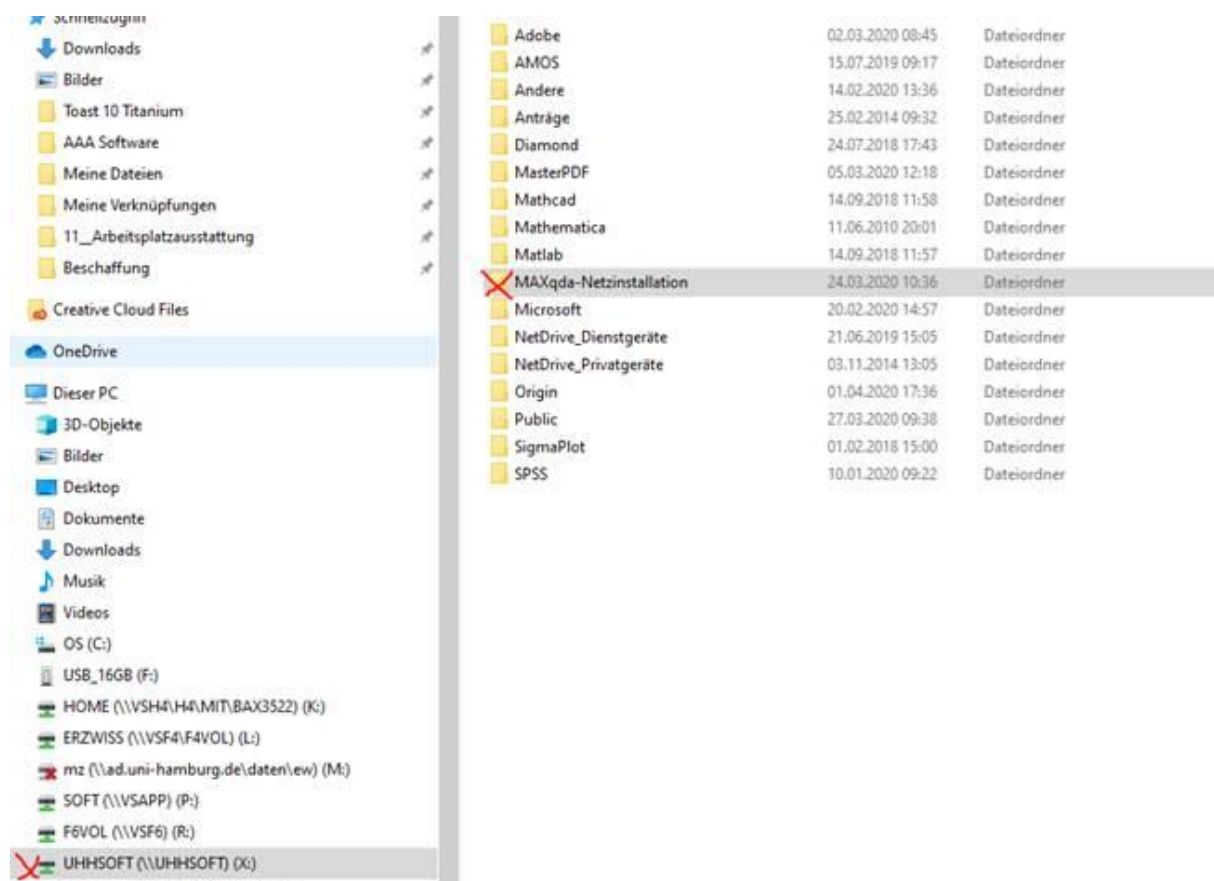 Schnellzugriff
Downloads
Bilder
Toast 10 Titanium
AAA Software
Meine Dateien
Meine Verknüpfungen
11__Arbeitsplatzausstattung
Beschaffung
Creative Cloud Files
OneDrive
Dieser PC
3D-Objekte
Bilder
Desktop
Dokumente
Downloads
Musik
Videos
OS (C:)
USB_16GB (F:)
HOME (\\VSH4\H4\MIT\BAX3522) (K:)
ERZWISS (\\VSF4\F4VOL) (L:)
mz (\\ad.uni-hamburg.de\daten\ew) (M:)
SOFT (\\VSAPP) (P:)
F6VOL (\\VSF6) (R:)
UHHSOFT (\\UHHSOFT) (X:)
Adobe 02.03.2020 08:45 Dateiordner
AMOS 15.07.2019 09:17 Dateiordner
Andere 14.02.2020 13:36 Dateiordner
Anträge 25.02.2014 09:32 Dateiordner
Diamond 24.07.2018 17:43 Dateiordner
MasterPDF 05.03.2020 12:18 Dateiordner
Mathcad 14.09.2018 11:58 Dateiordner
Mathematica 11.06.2010 20:01 Dateiordner
Matlab 14.09.2018 11:57 Dateiordner
MAXqda-Netzinstallation 24.03.2020 10:36 Dateiordner
Microsoft 20.02.2020 14:57 Dateiordner
NetDrive_Dienstgeräte 21.06.2019 15:05 Dateiordner
NetDrive_Privatgeräte 03.11.2014 13:05 Dateiordner
Origin 01.04.2020 17:36 Dateiordner
Public 27.03.2020 09:38 Dateiordner
SigmaPlot 01.02.2018 15:00 Dateiordner
SPSS 10.01.2020 09:22 Dateiordner